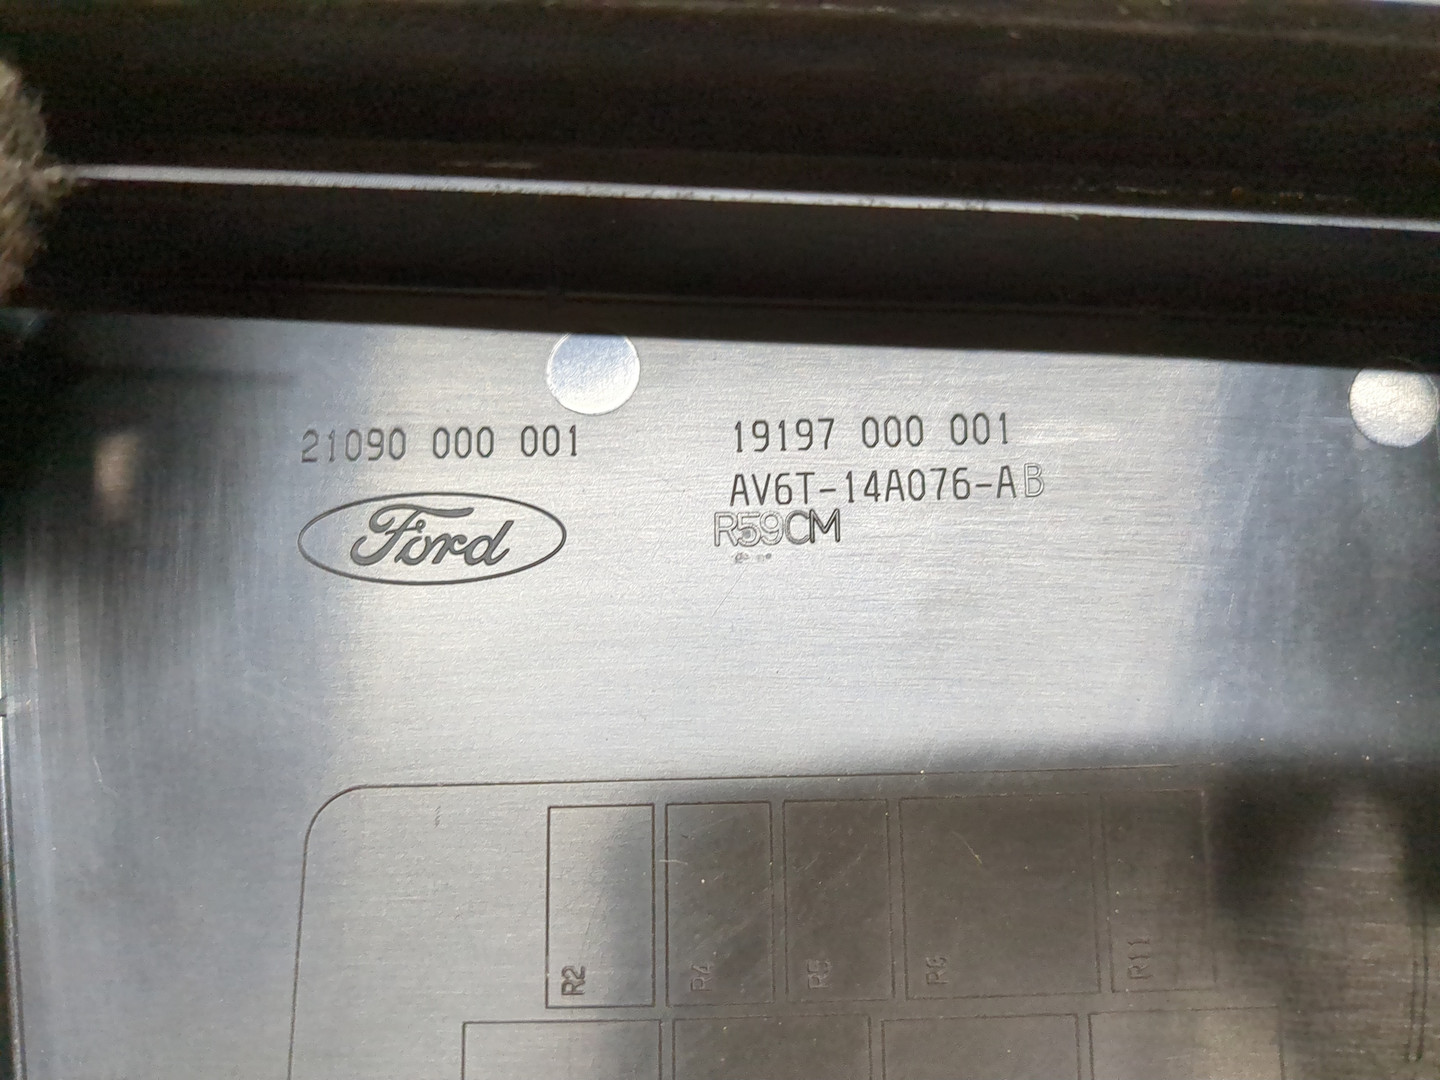 21090 000 001
19197 000 001
AV6T-14A076-AB
R59CM
Ford
R2
R4
R5
R6
R11